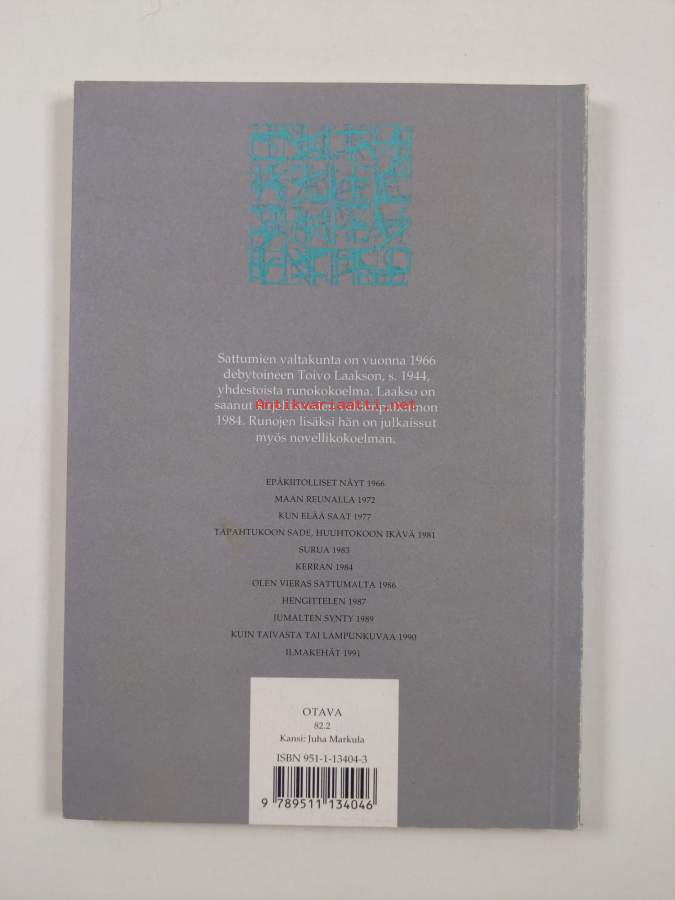 Sattumien valtakunta on vuonna 1966
debytoineen Toivo Laakson, s. 1944,
yhdestoista runokokoelma. Laakso on
saanut
Antikvariaatti.net
1984. Runojen lisäksi hän on julkaissut
myös novellikokoelman.
EPÄKIITOLLISET NÄYT 1966
MAAN REUNALLA 1972
KUN ELÄÄ SAAT 1977
TAPAHTUKOON SADE, HUUHTOKOON IKÄVÄ 1981
SURUA 1983
KERRAN 1984
OLEN VIERAS SATTUMALTA 1986
HENGITTELEN 1987
JUMALTEN SYNTY 1989
KUIN TAIVASTA TAI LAMPUNKUVAA 1990
ILMAKEHÄT 1991
OTAVA
82.2
Kansi: Juha Markula
ISBN 951-1-13404-3
9 789511 134046